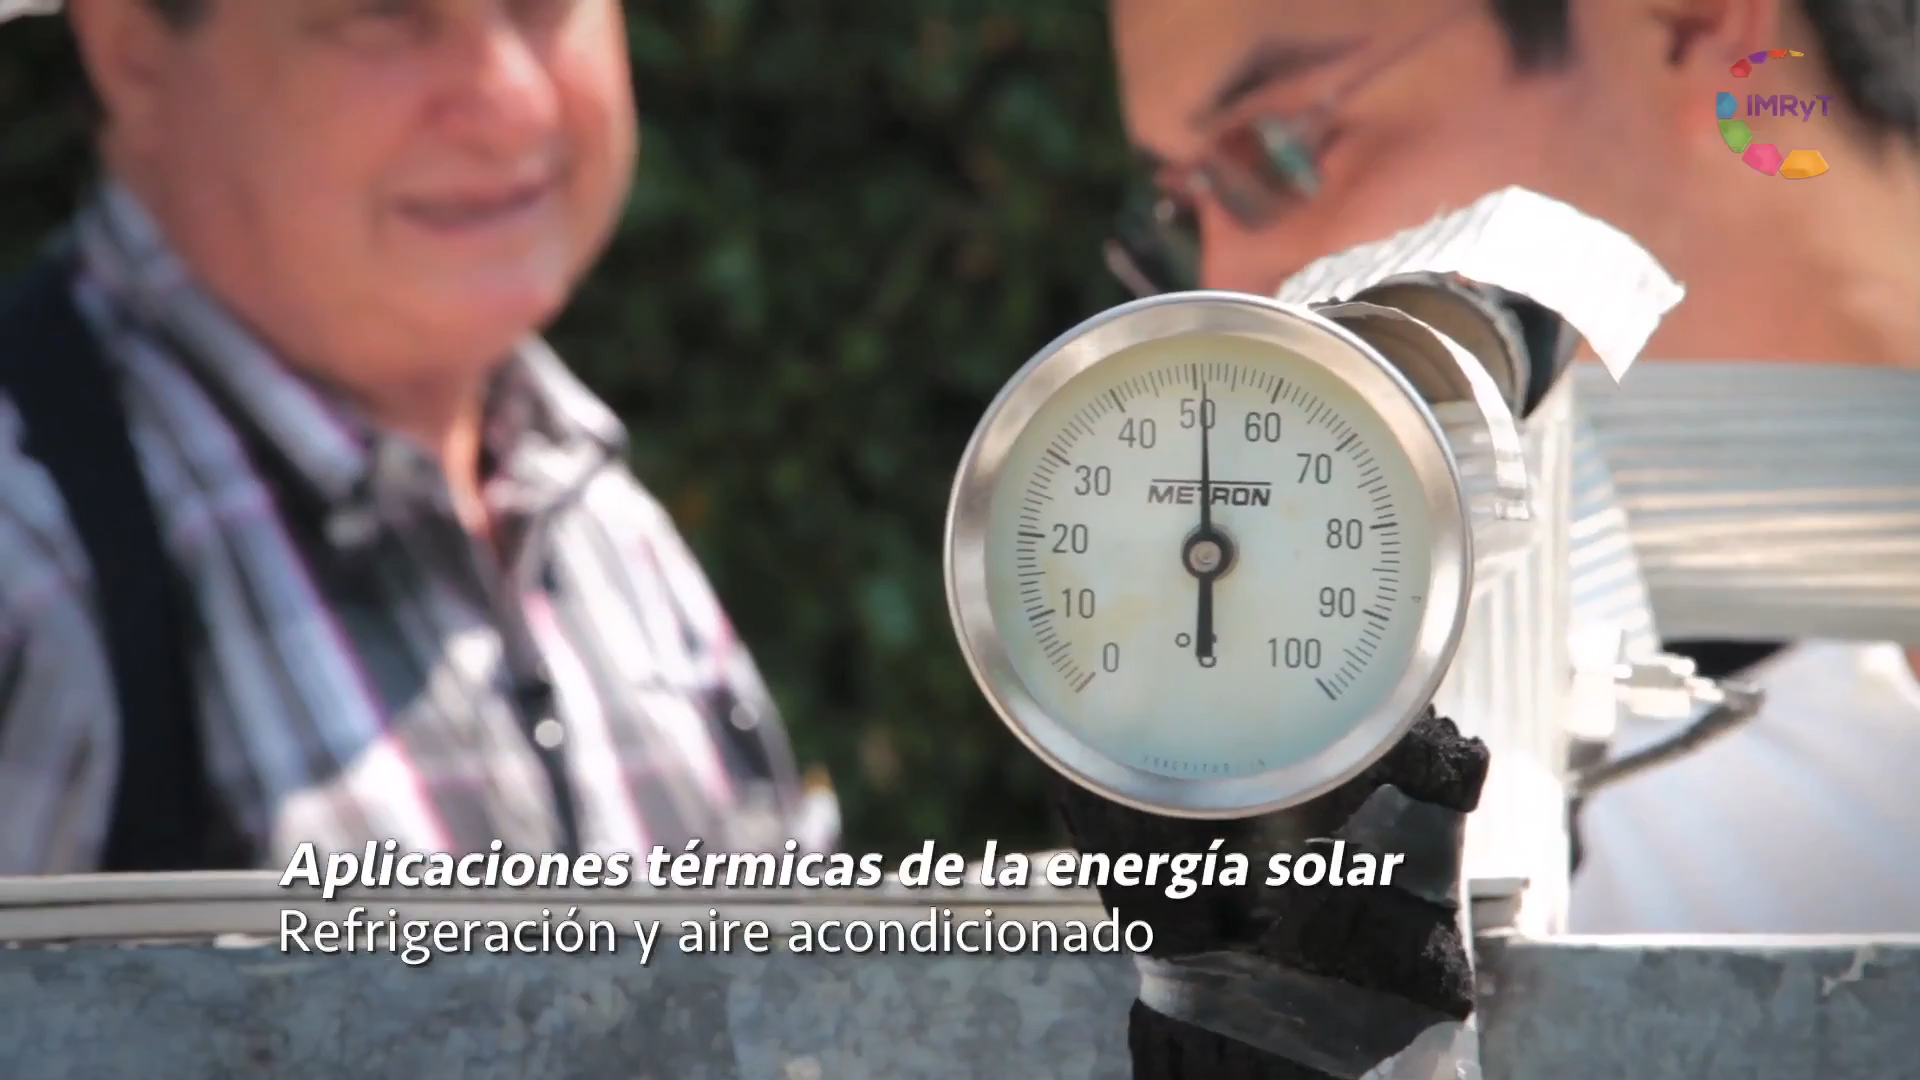 IMRyT
40 50 60
30 70
METRON
20 80
10 90
0 100
Aplicaciones térmicas de la energía solar
Refrigeración y aire acondicionado